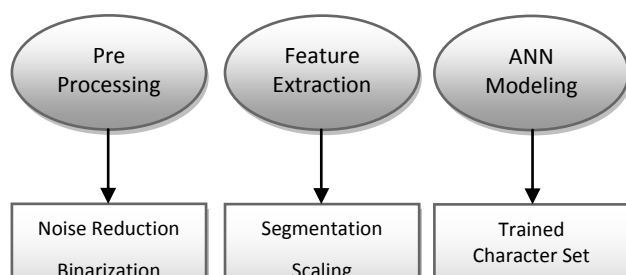 Pre
Processing
Feature
Extraction
ANN
Modeling
Noise Reduction
Binarization
Segmentation
Scaling
Trained
Character Set